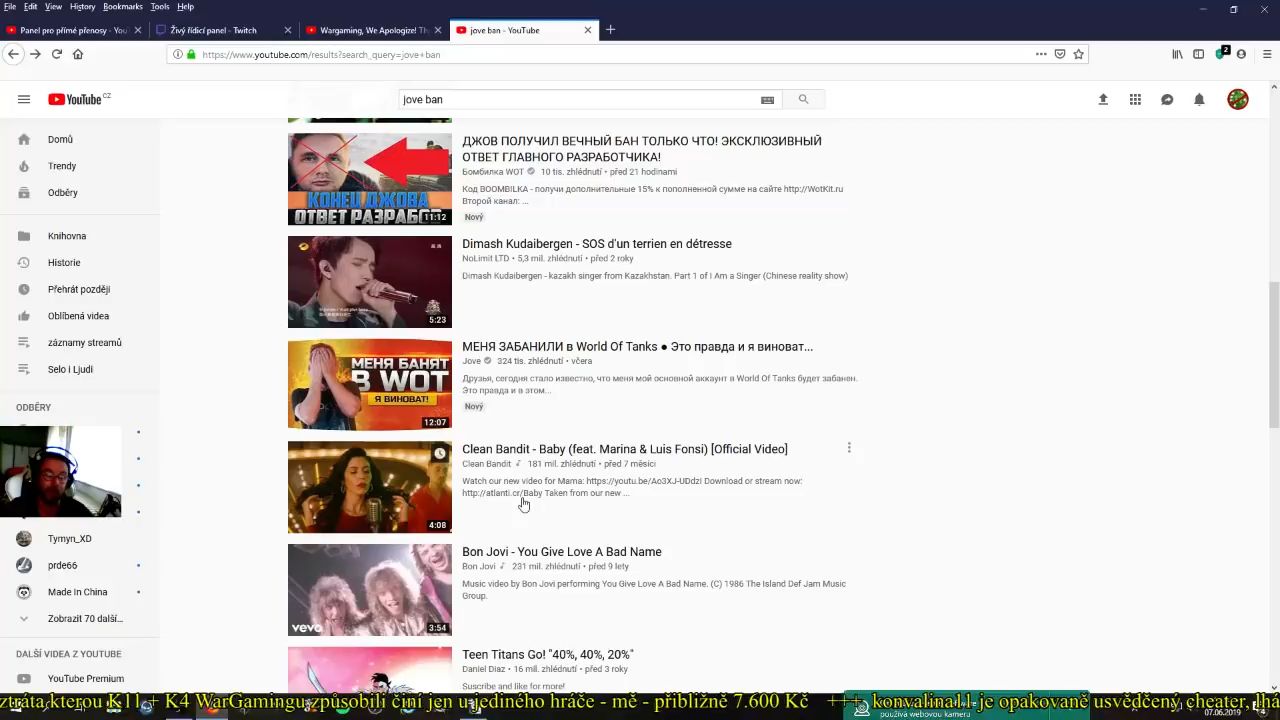 File Edit View History Bookmarks Tools Help
Panel pro přímé přenosy - You
Živý řídicí panel - Twitch
Wargaming, We Apologize! Th
jove ban - YouTube
https://www.youtube.com/results?search_query=jove+ban
2
YouTube CZ
jove ban
Domů
Trendy
Odběry
Knihovna
Historie
Přehrát později
Oblíbená videa
záznamy streamů
Selo i Ljudi
ODBĚRY
Tymyn_XD
prde66
Made In China
Zobrazit 70 další...
DALŠÍ VIDEA Z YOUTUBE
YouTube Premium
КОНЕЦ ДЖОВА
ОТВЕТ РАЗРАБОТ
11:12
ДЖОВ ПОЛУЧИЛ ВЕЧНЫЙ БАН ТОЛЬКО ЧТО! ЭКСКЛЮЗИВНЫЙ
ОТВЕТ ГЛАВНОГО РАЗРАБОТЧИКА!
Бомбилка WOT 10 tis. zhlédnutí • před 21 hodinami
Код BOOMBILKA - получи дополнительные 15% к пополненной сумме на сайте http://WotKit.ru
Второй канал: ...
Nový
5:23
Dimash Kudaibergen - SOS d'un terrien en détresse
NoLimit LTD • 5,3 mil. zhlédnutí • před 2 roky
Dimash Kudaibergen - kazakh singer from Kazakhstan. Part 1 of I Am a Singer (Chinese reality show)
МЕНЯ БАНЯТ
В WOT
Я ВИНОВАТ!
12:07
МЕНЯ ЗАБАНИЛИ в World Of Tanks ● Это правда и я виноват...
Jove 324 tis. zhlédnutí • včera
Друзья, сегодня стало известно, что меня мой основной аккаунт в World Of Tanks будет забанен.
Это правда и в этом...
Nový
4:08
Clean Bandit - Baby (feat. Marina & Luis Fonsi) [Official Video]
Clean Bandit 181 mil. zhlédnutí • před 7 měsíci
Watch our new video for Mama: https://youtu.be/Ao3XJ-UDdzI Download or stream now:
http://atlanti.cr/Baby Taken from our new ...
vevo
3:54
Bon Jovi - You Give Love A Bad Name
Bon Jovi 231 mil. zhlédnutí • před 9 lety
Music video by Bon Jovi performing You Give Love A Bad Name. (C) 1986 The Island Def Jam Music
Group.
Teen Titans Go! "40%, 40%, 20%"
Daniel Diaz • 16 mil. zhlédnutí • před 3 roky
Suscribe and like for more!
ztráta kterou K11 + K4 WarGamingu způsobili činí jen u jediného hráče - mě - přibližně 7.600 Kč +++ konvalina11 je opakovaně usvědčený cheater, lha
používá webovou kameru
07.06.2019